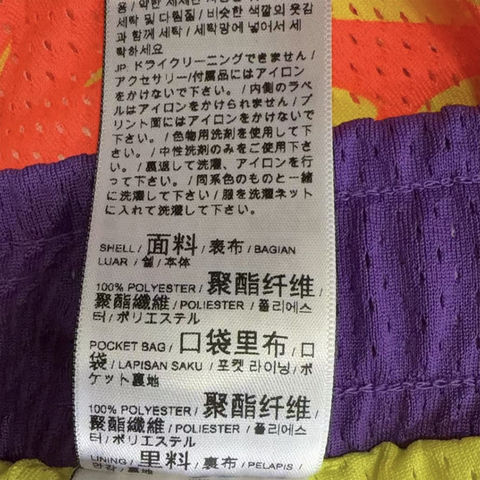 용 / 약한 세제만 사용
세탁 및 다림질 / 비슷한 색깔의 옷감
과 함께 세탁 / 세탁망에 넣어서 세
탁하세요
JP ドライクリーニングできません /
アクセサリー/付属品にはアイロン
をかけないで下さい。 / 内側のラベ
ルはアイロンをかけられません / プ
リント面にはアイロンをかけないで
下さい。 / 色物用洗剤を使用して下
さい。 / 中性洗剤のみをご使用下さ
い。 / 裏返して洗濯、アイロンを行
って下さい。 / 同系色のものと一緒
に洗濯して下さい / 服を洗濯ネット
に入れて洗濯して下さい。
SHELL / 面料 / 表布 / BAGIAN
LUAR / 쉘 / 本体
100% POLYESTER / 聚酯纤维 /
聚酯纖維 / POLIESTER / 폴리에스
터 / ポリエステル
POCKET BAG / 口袋里布 / 口
袋 / LAPISAN SAKU / 포켓 라이닝 / ポ
ケット裏地
100% POLYESTER / 聚酯纤维 /
聚酯纖維 / POLIESTER / 폴리에스
터 / ポリエステル
LINING / 里料 / 裏布 / PELAPIS /
안감 / 裏地